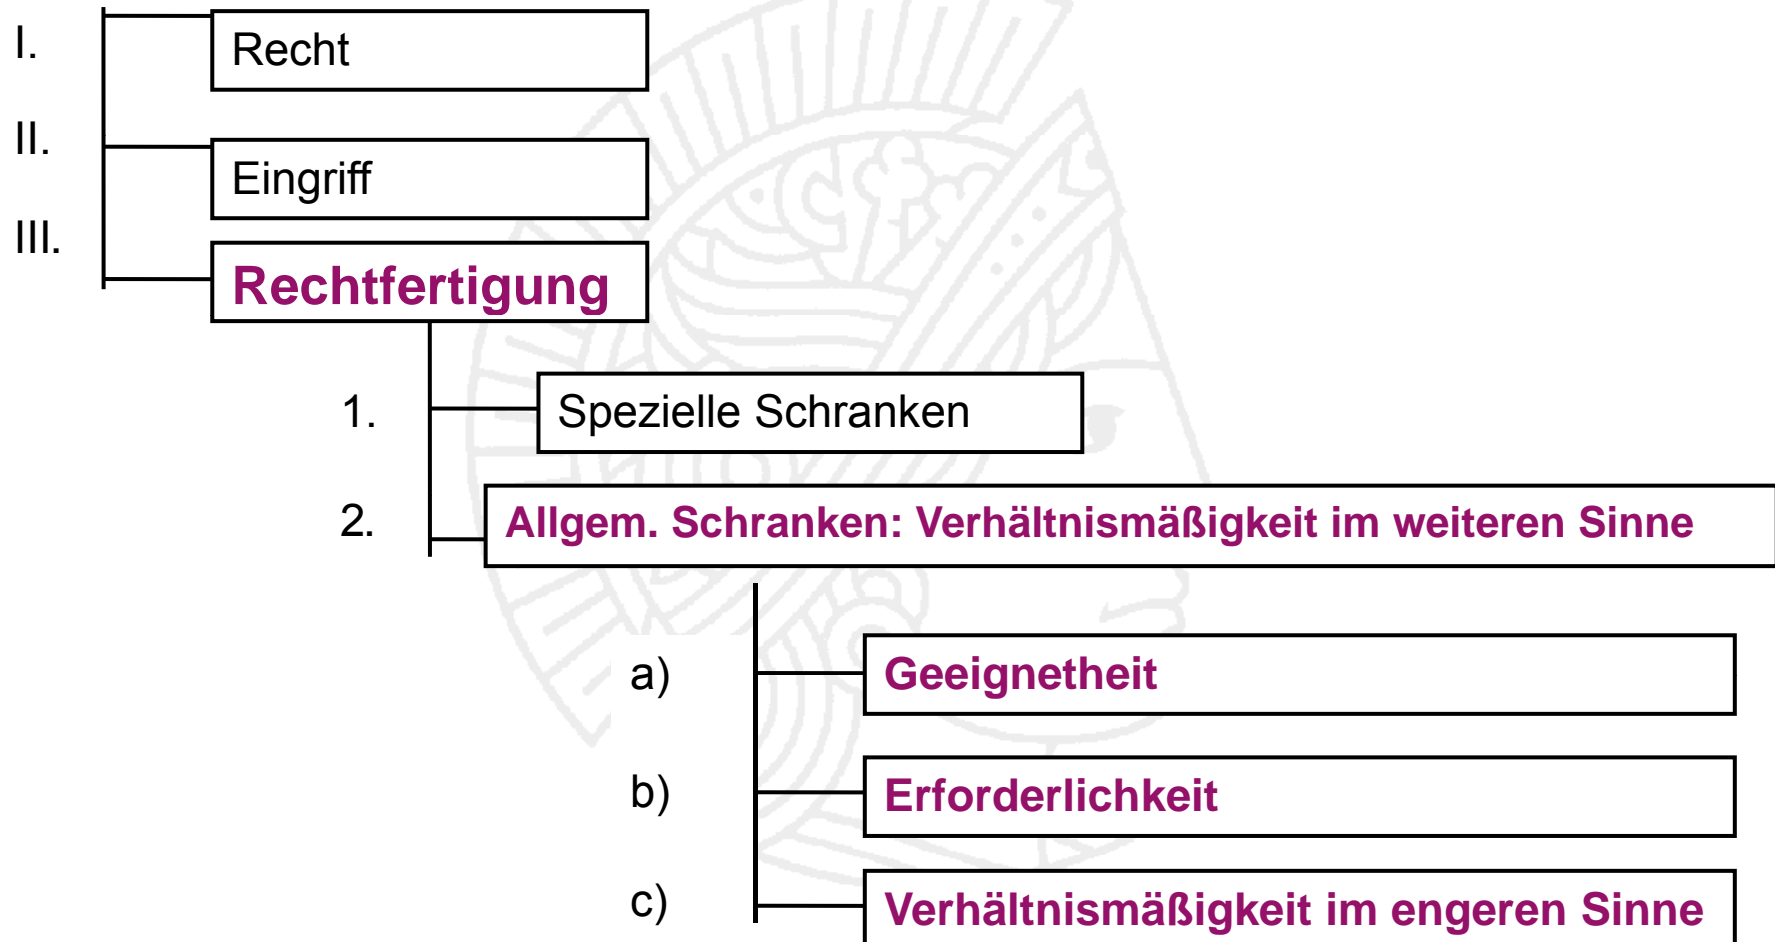 I. Recht
II. Eingriff
III. Rechtfertigung
1. Spezielle Schranken
2. Allgem. Schranken: Verhältnismäßigkeit im weiteren Sinne
a) Geeignetheit
b) Erforderlichkeit
c) Verhältnismäßigkeit im engeren Sinne